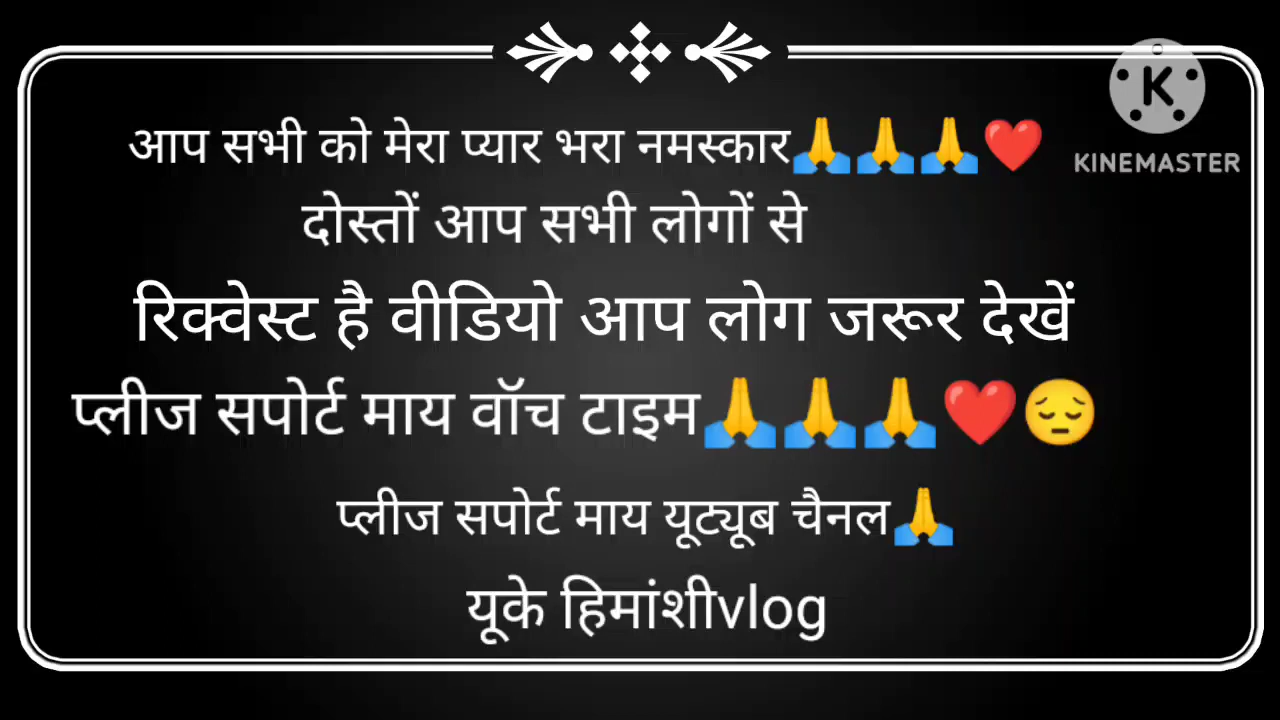 आप सभी को मेरा प्यार भरा नमस्कार🙏🙏🙏❤️
KINEMASTER
दोस्तों आप सभी लोगों से
रिक्वेस्ट है वीडियो आप लोग जरूर देखें
प्लीज सपोर्ट माय वॉच टाइम🙏🙏🙏❤️😔
प्लीज सपोर्ट माय यूट्यूब चैनल🙏
यूके हिमांशीvlog